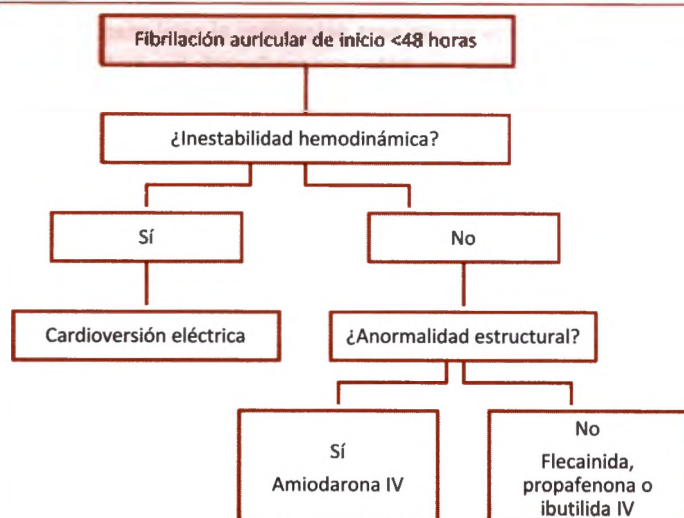 Fibrilación auricular de inicio <48 horas
¿Inestabilidad hemodinámica?
Sí
No
Cardioversión eléctrica
¿Anormalidad estructural?
Sí
Amiodarona IV
No
Flecainida,
propafenona o
ibutilida IV